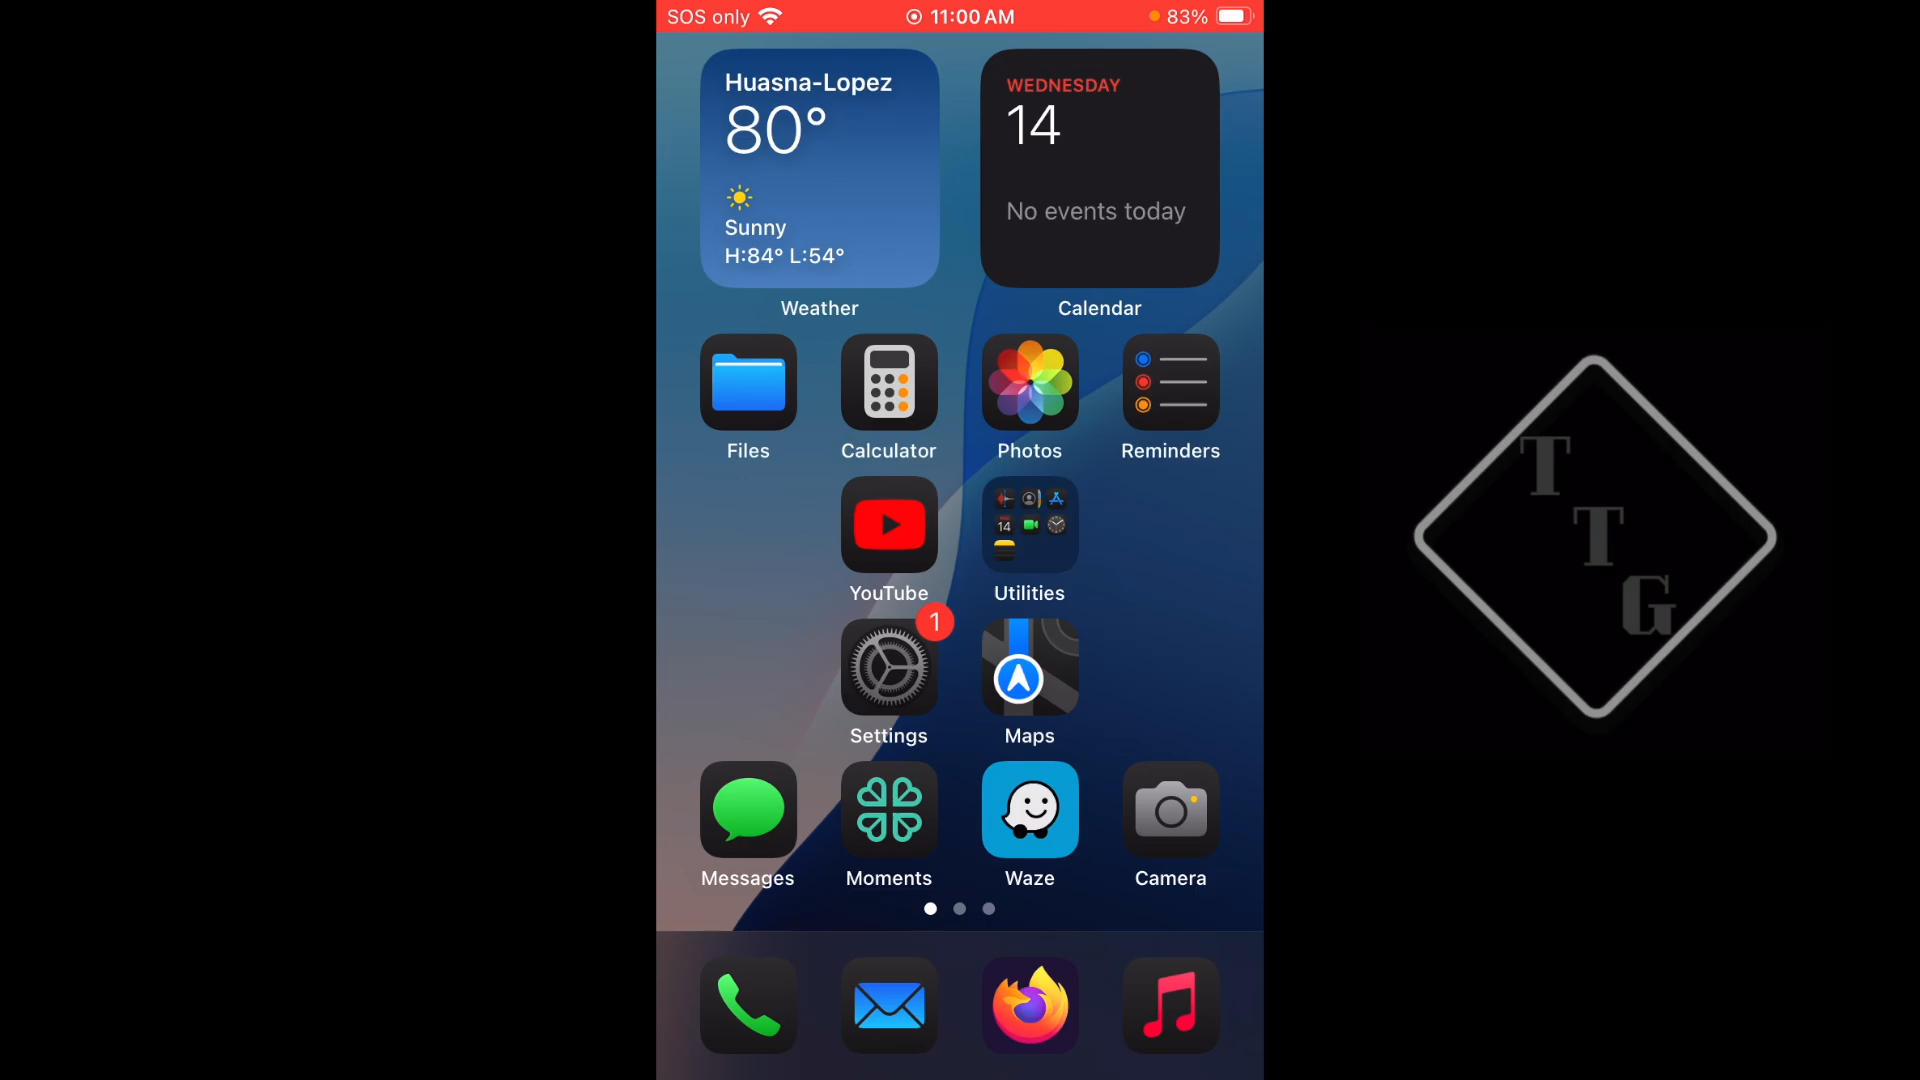 SOS only
11:00 AM
83%
Huasna-Lopez
80°
Sunny
H:84° L:54°
Weather
WEDNESDAY
14
No events today
Calendar
Files
Calculator
Photos
Reminders
YouTube
14
Utilities
1
Settings
Maps
Messages
Moments
Waze
Camera
T
T
G